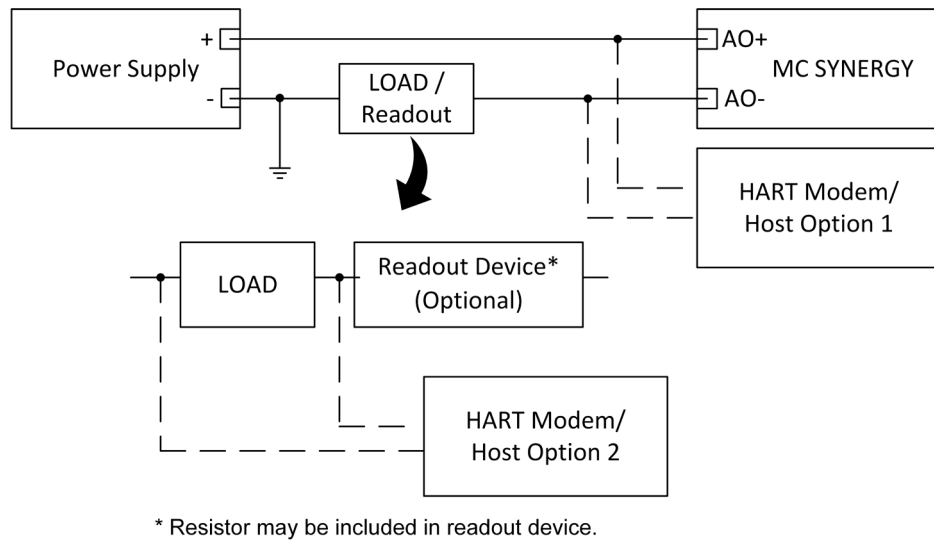 +
Power Supply
-
LOAD /
Readout
AO+
MC SYNERGY
AO-
HART Modem/
Host Option 1
LOAD
Readout Device*
(Optional)
HART Modem/
Host Option 2
* Resistor may be included in readout device.